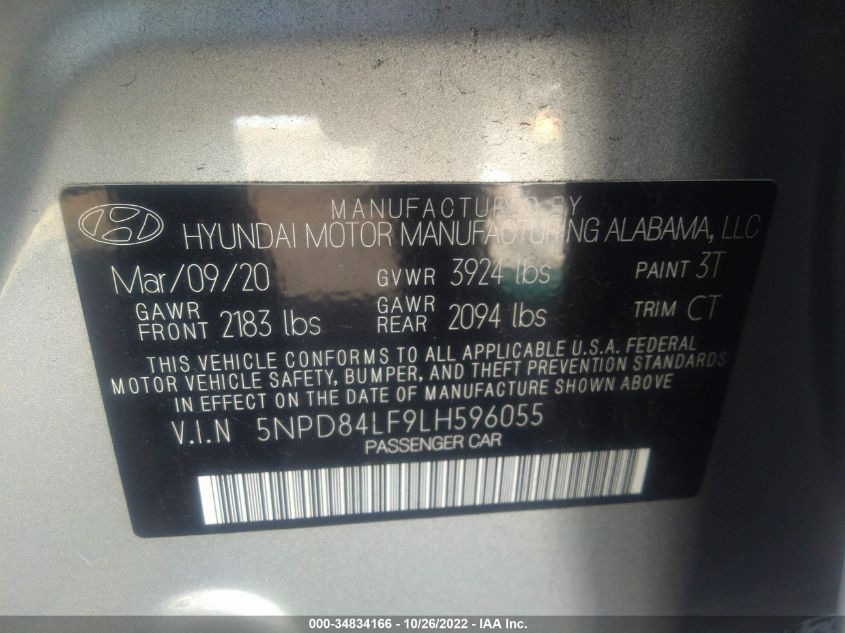 MANUFACTURED BY
HYUNDAI MOTOR MANUFACTURING ALABAMA, LLC
Mar/09/20 GVWR 3924 lbs PAINT 3T
GAWR FRONT 2183 lbs GAWR REAR 2094 lbs TRIM CT
THIS VEHICLE CONFORMS TO ALL APPLICABLE U.S.A. FEDERAL
MOTOR VEHICLE SAFETY, BUMPER, AND THEFT PREVENTION STANDARDS
IN EFFECT ON THE DATE OF MANUFACTURE SHOWN ABOVE
V.I.N 5NPD84LF9LH596055
PASSENGER CAR
000-34834166 - 10/26/2022 - IAA Inc.